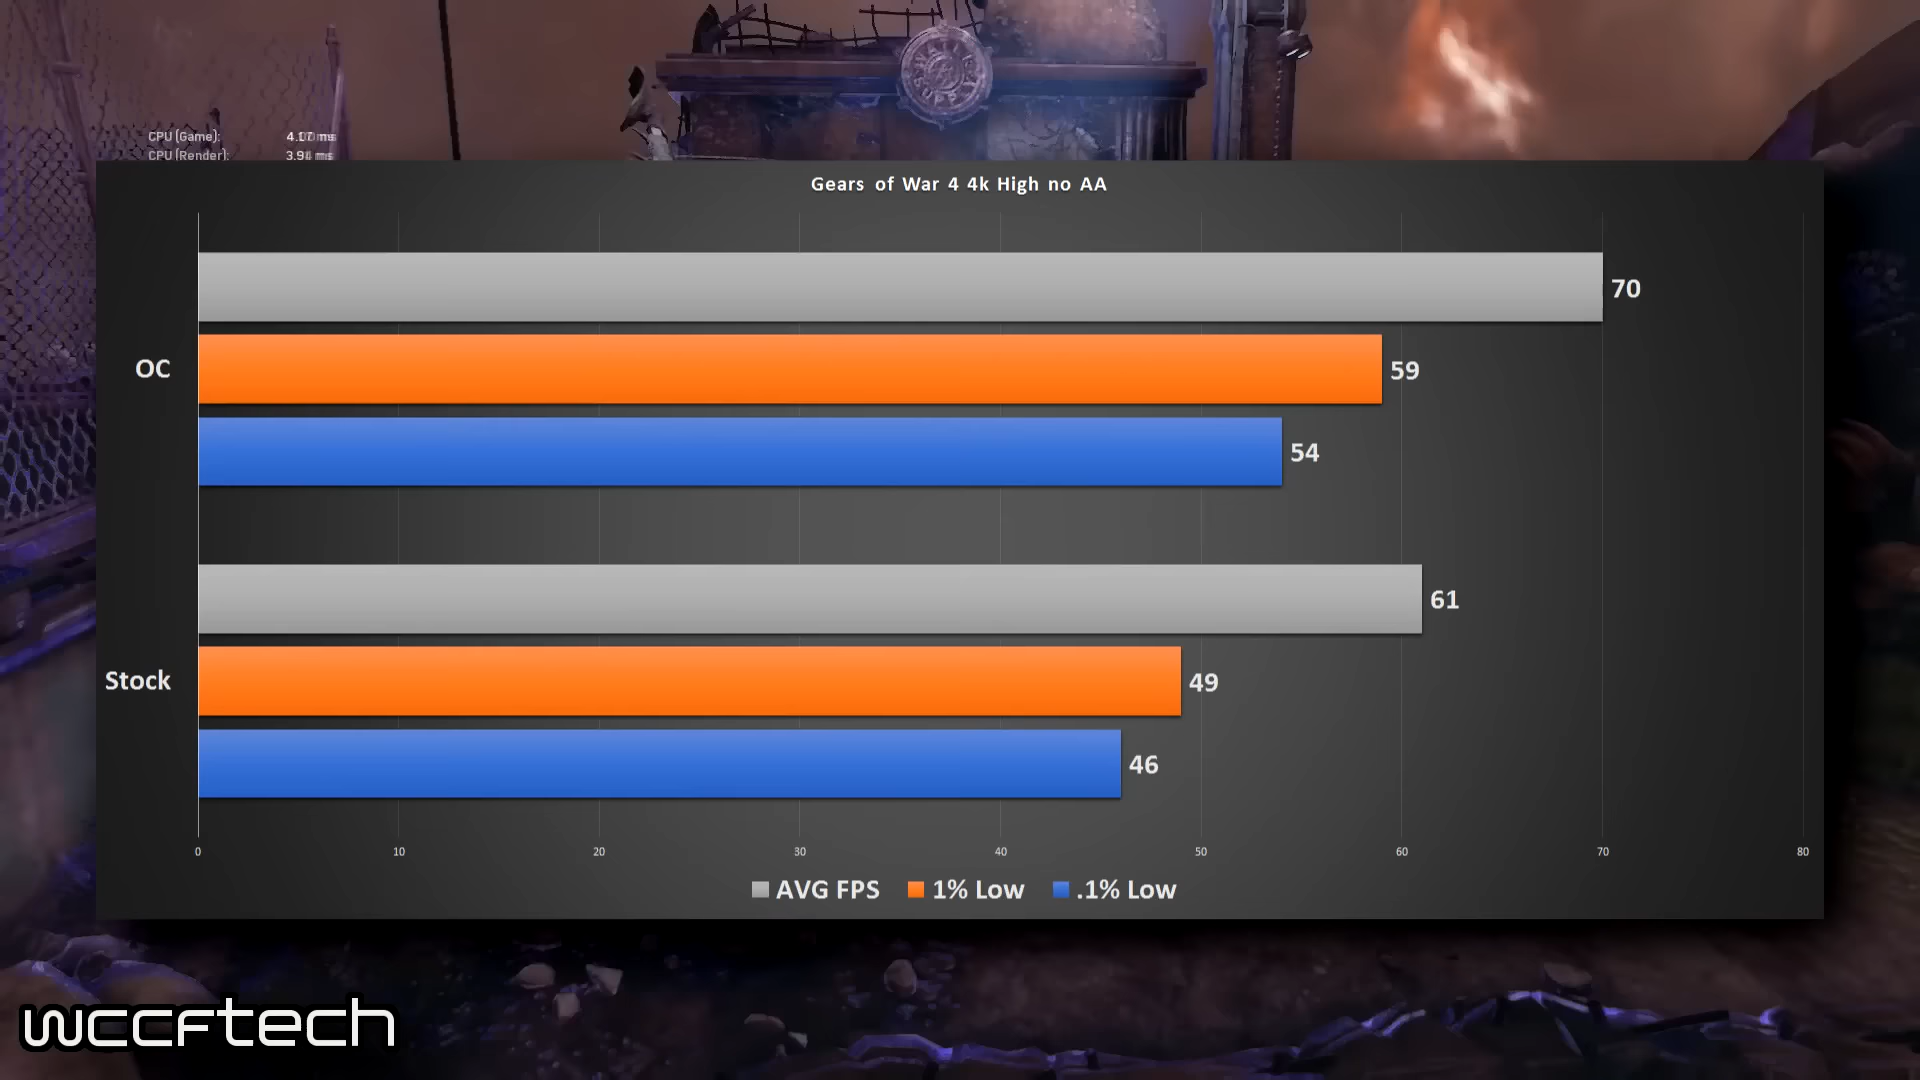 CPU (Game):
CPU (Render):
Gears of War 4 4k High no AA
70
OC
59
54
61
Stock
49
46
0 10 20 30 40 50 60 70 80
AVG FPS 1% Low .1% Low
wccftech